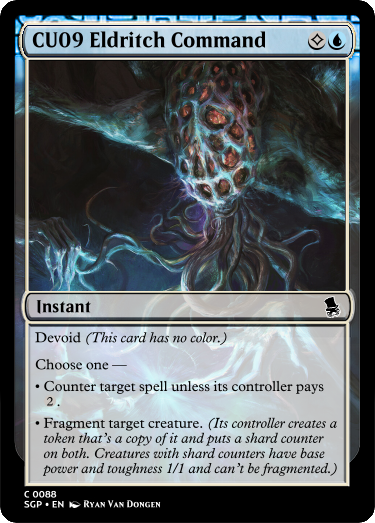 CU09 Eldritch Command
Instant
Devoid (This card has no color.)
Choose one —
• Counter target spell unless its controller pays
2 .
• Fragment target creature. (Its controller creates a
token that's a copy of it and puts a shard counter
on both. Creatures with shard counters have base
power and toughness 1/1 and can't be fragmented.)
C 0088
SGP • EN Ryan Van Dongen